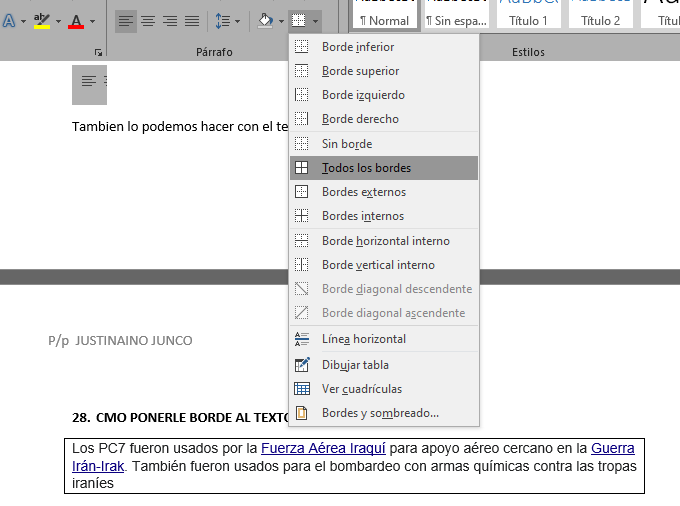 ¶ Normal
¶ Sin espa...
Título 1
Título 2
Título
Párrafo
Estilos
Borde inferior
Borde superior
Borde izquierdo
Borde derecho
Sin borde
Todos los bordes
Bordes externos
Bordes internos
Borde horizontal interno
Borde vertical interno
Borde diagonal descendente
Borde diagonal ascendente
Línea horizontal
Dibujar tabla
Ver cuadrículas
Bordes y sombreado...
Tambien lo podemos hacer con el te
P/p JUSTINAINO JUNCO
28. CMO PONERLE BORDE AL TEXTO
Los PC7 fueron usados por la Fuerza Aérea Iraquí para apoyo aéreo cercano en la Guerra
Irán-Irak. También fueron usados para el bombardeo con armas químicas contra las tropas
iraníes